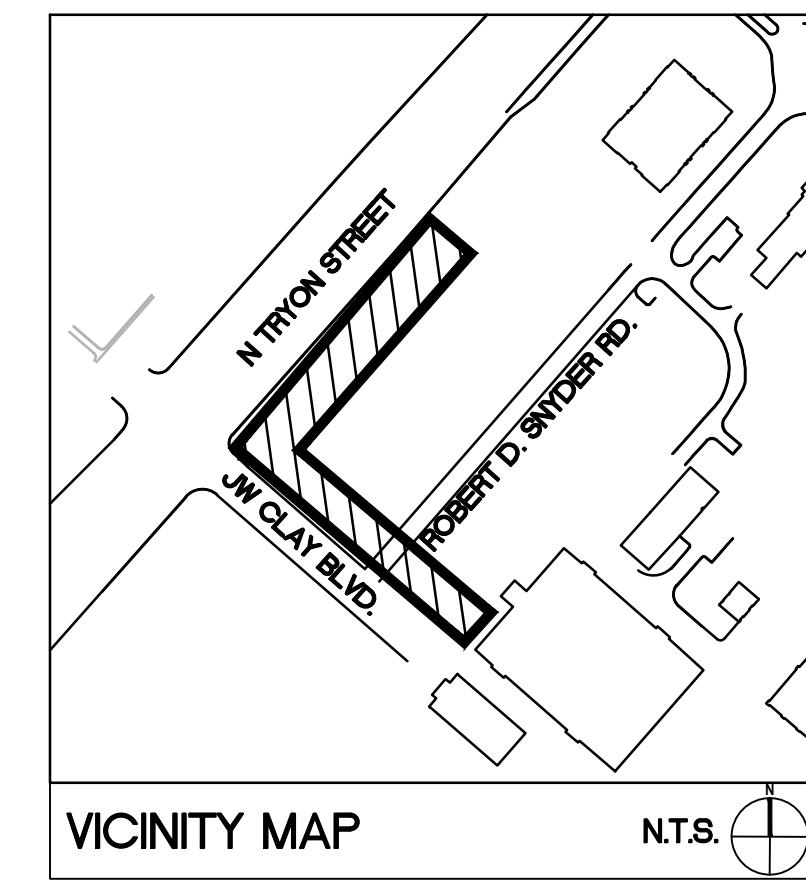 N TRYON STREET
ROBERT D. SNYDER RD.
JW CLAY BLVD.
VICINITY MAP
N.T.S.
N